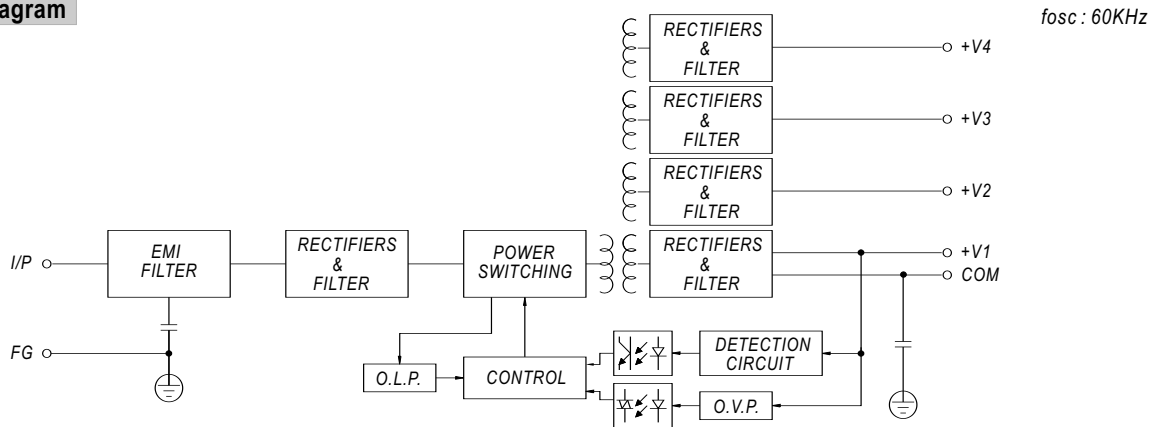 agram
fosc : 60KHz
RECTIFIERS
&
FILTER
+V4
RECTIFIERS
&
FILTER
+V3
RECTIFIERS
&
FILTER
+V2
I/P
EMI
FILTER
RECTIFIERS
&
FILTER
POWER
SWITCHING
RECTIFIERS
&
FILTER
+V1
COM
FG
O.L.P.
CONTROL
DETECTION
CIRCUIT
O.V.P.